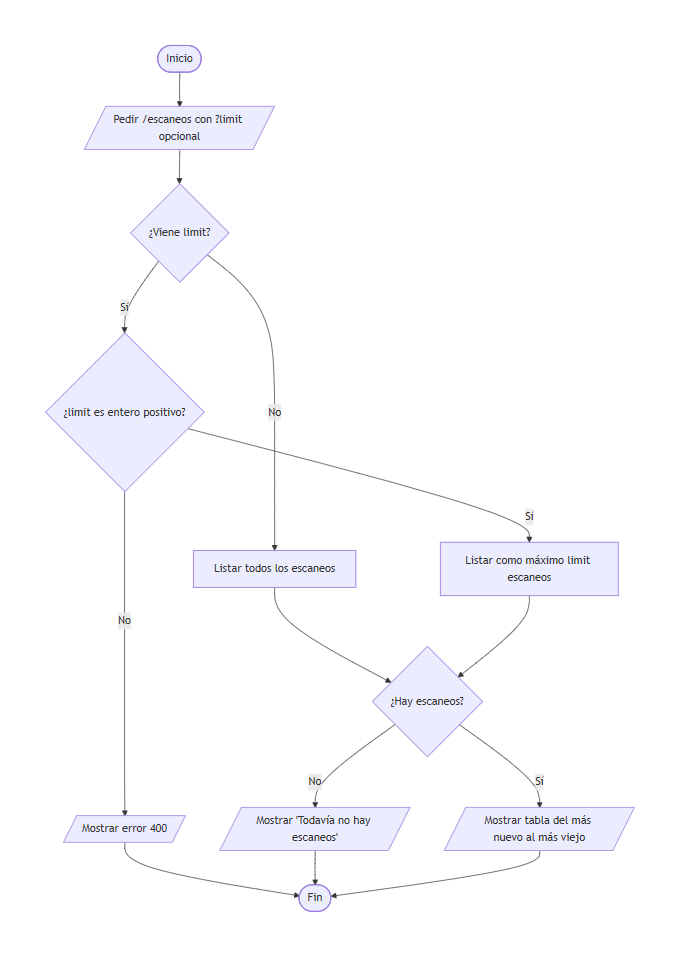 Inicio
Pedir /escaneos con ?limit
opcional
¿Viene limit?
Sí
¿limit es entero positivo?
No
Sí
Listar todos los escaneos
Listar como máximo limit
escaneos
No
¿Hay escaneos?
No
Sí
Mostrar error 400
Mostrar 'Todavía no hay
escaneos'
Mostrar tabla del más
nuevo al más viejo
Fin